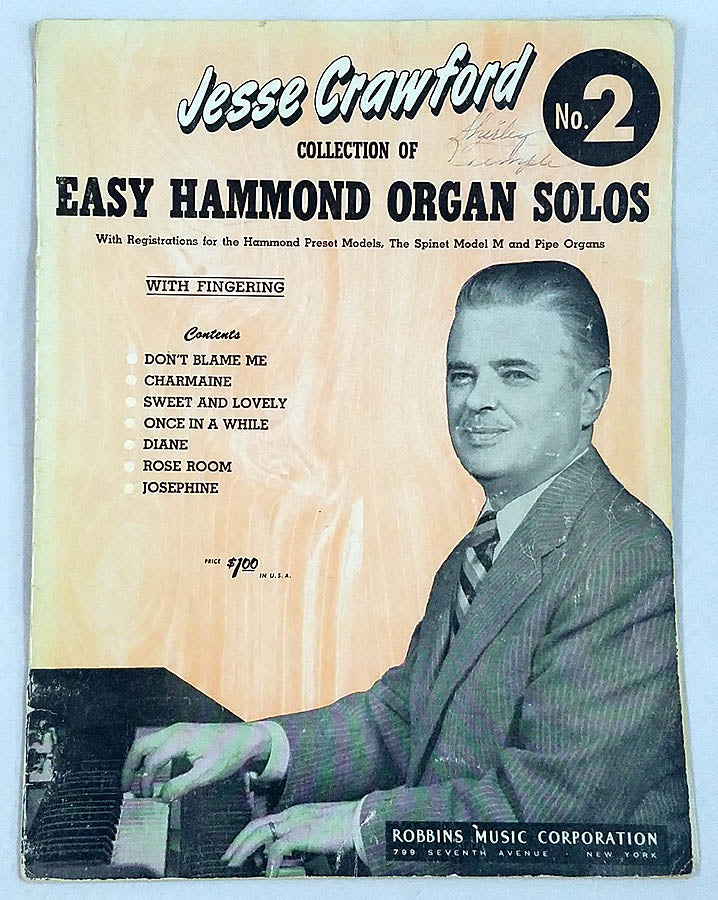 Jesse Crawford
No. 2
Shirley
Temple
COLLECTION OF
EASY HAMMOND ORGAN SOLOS
With Registrations for the Hammond Preset Models, The Spinet Model M and Pipe Organs
WITH FINGERING
Contents
DON'T BLAME ME
CHARMAINE
SWEET AND LOVELY
ONCE IN A WHILE
DIANE
ROSE ROOM
JOSEPHINE
PRICE $1.00 IN U.S.A.
ROBBINS MUSIC CORPORATION
799 SEVENTH AVENUE · NEW YORK